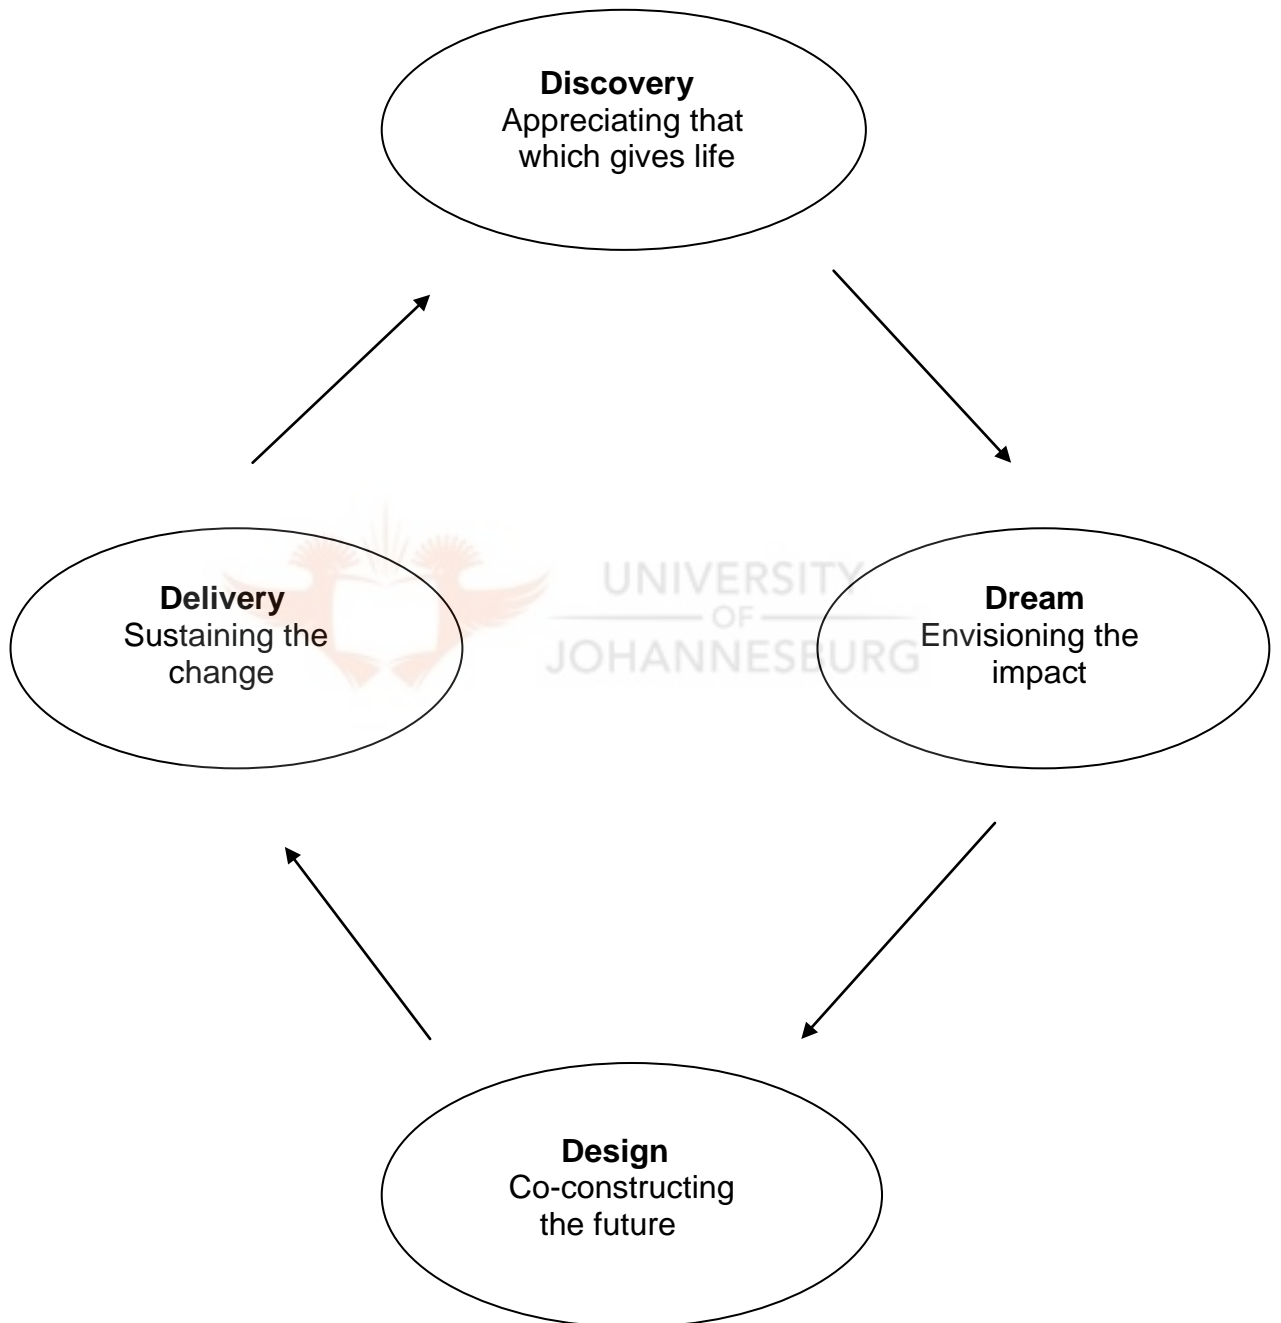 Discovery
Appreciating that
which gives life
Delivery
Sustaining the
change
UNIVERSITY
OF
JOHANNESBURG
Dream
Envisioning the
impact
Design
Co-constructing
the future